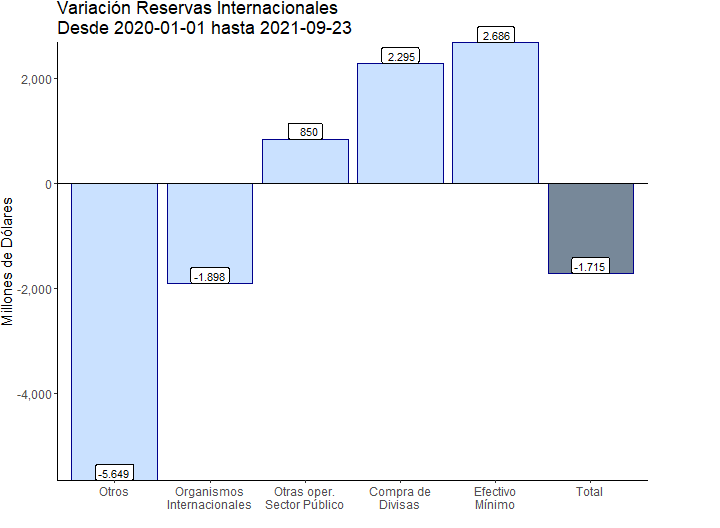 Variación Reservas Internacionales
Desde 2020-01-01 hasta 2021-09-23
Millones de Dólares
2,000
0
-2,000
-4,000
-5.649
-1.898
850
2.295
2.686
-1.715
Otros
Organismos
Internacionales
Otras oper.
Sector Público
Compra de
Divisas
Efectivo
Mínimo
Total